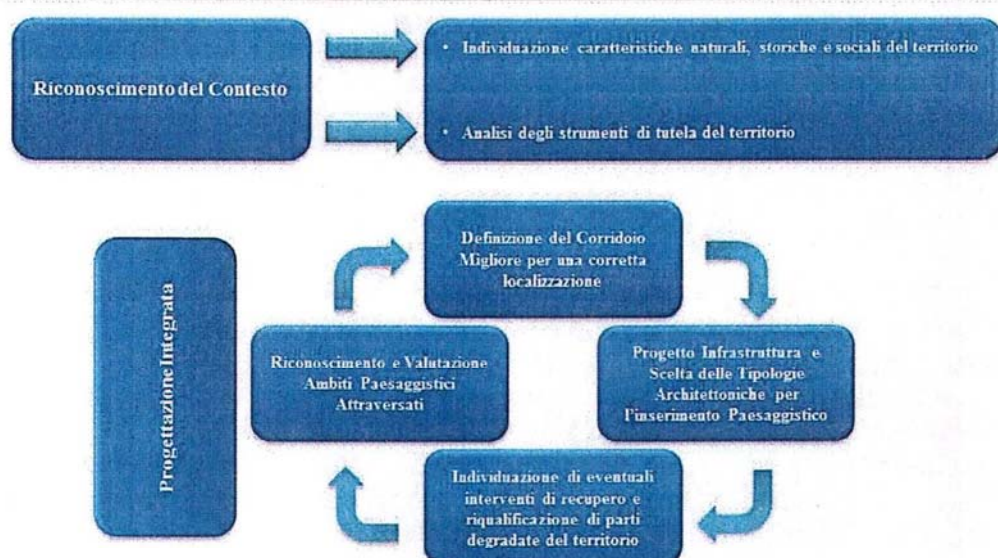 Riconoscimento del Contesto
• Individuazione caratteristiche naturali, storiche e sociali del territorio
• Analisi degli strumenti di tutela del territorio
Progettazione Integrata
Definizione del Corridoio
Migliore per una corretta
localizzazione
Riconoscimento e Valutazione
Ambiti Paesaggistici
Attraversati
Progetto Infrastruttura e
Scelta delle Tipologie
Architettoniche per
l'inserimento Paesaggistico
Individuazione di eventuali
interventi di recupero e
riqualificazione di parti
degradate del territorio